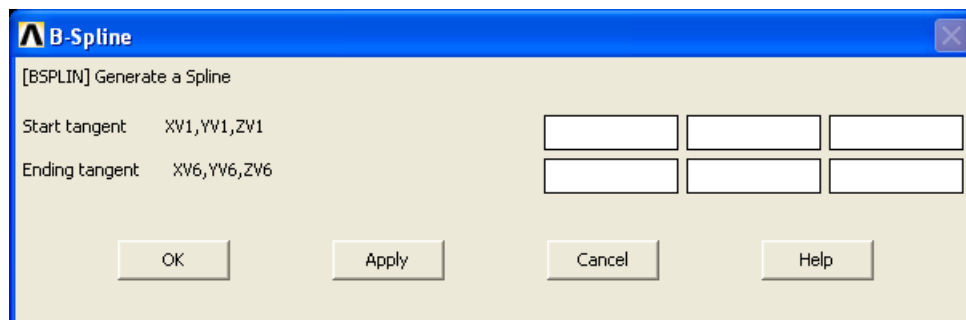 B-Spline
[BSPLIN] Generate a Spline
Start tangent XV1,YV1,ZV1
Ending tangent XV6,YV6,ZV6
OK Apply Cancel Help